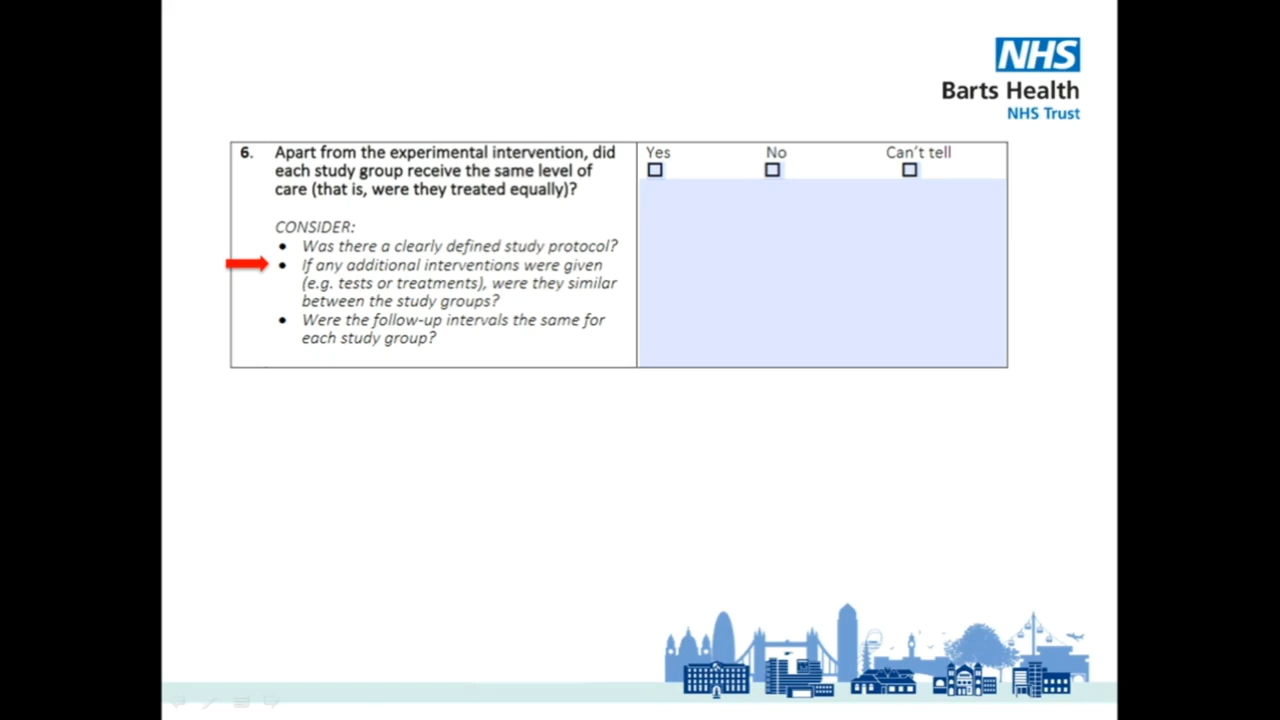 NHS
Barts Health
NHS Trust
6. Apart from the experimental intervention, did
each study group receive the same level of
care (that is, were they treated equally)?
Yes No Can't tell
CONSIDER:
• Was there a clearly defined study protocol?
• If any additional interventions were given
(e.g. tests or treatments), were they similar
between the study groups?
• Were the follow-up intervals the same for
each study group?